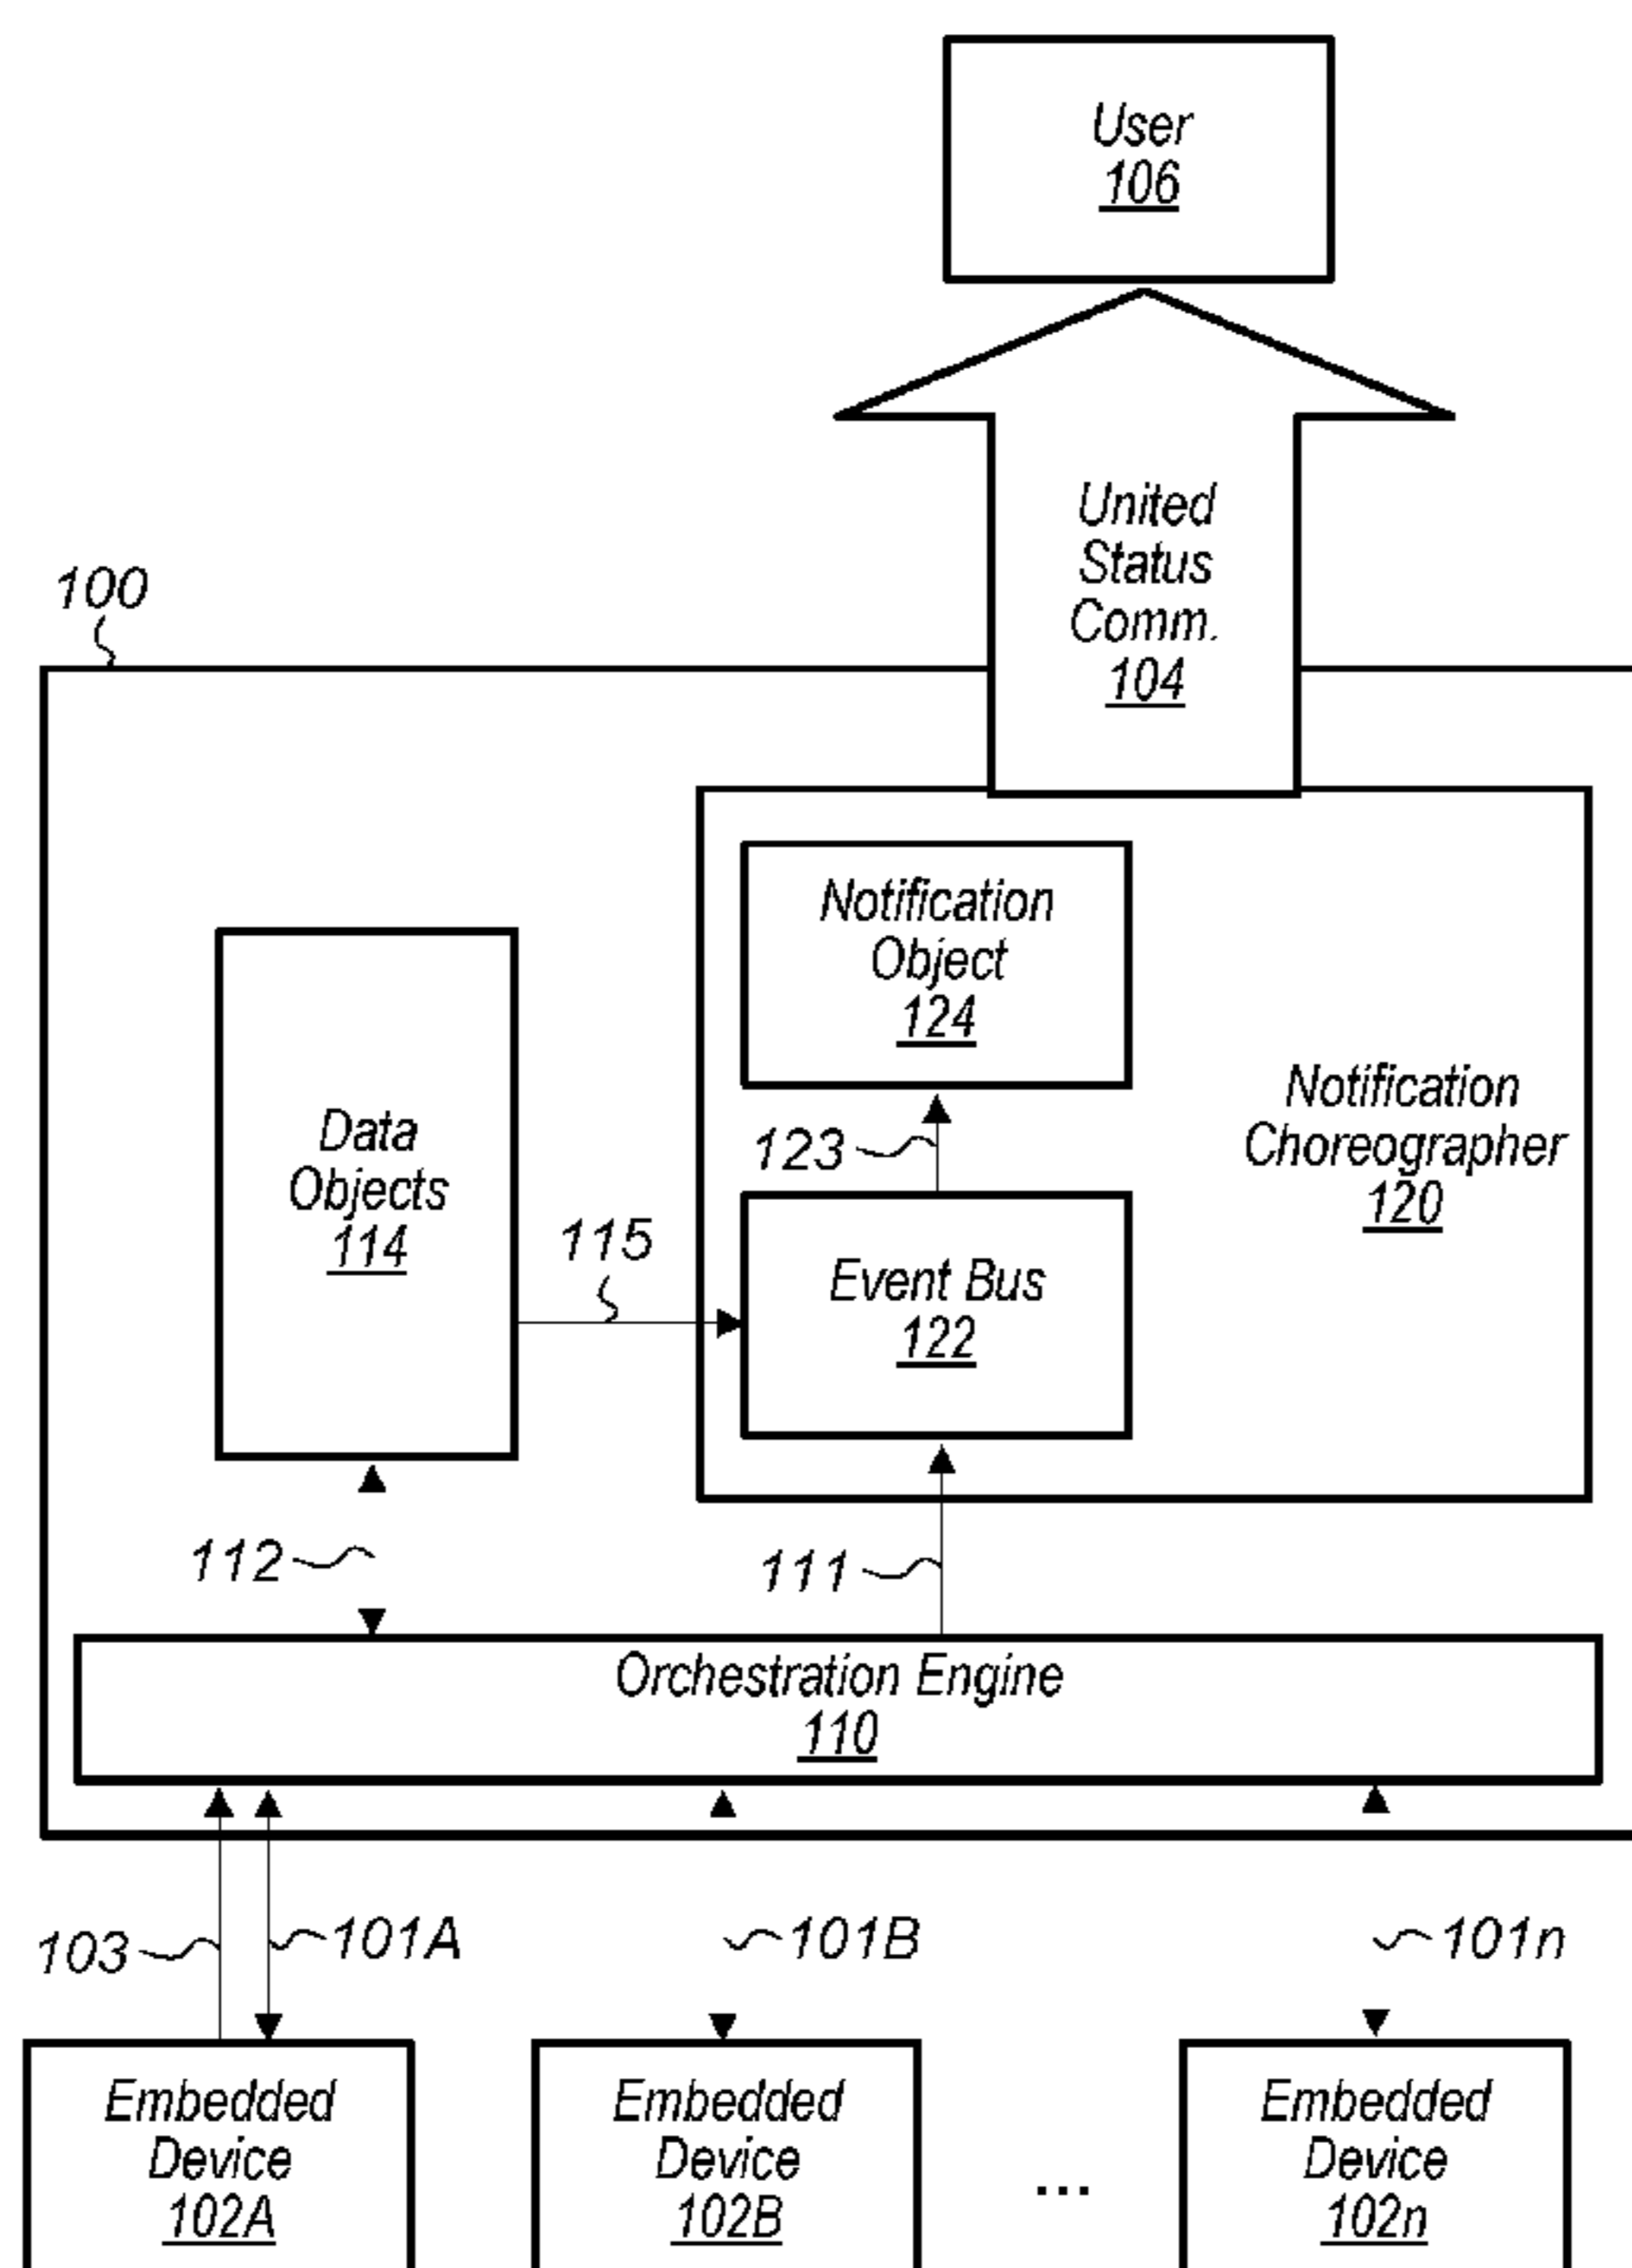 User
106
United
Status
Comm.
104
100
Notification
Object
124
Data
Objects
114
Notification
Choreographer
120
123
115
Event Bus
122
112
111
Orchestration Engine
110
103
101A
101B
101n
Embedded
Device
102A
Embedded
Device
102B
...
Embedded
Device
102n